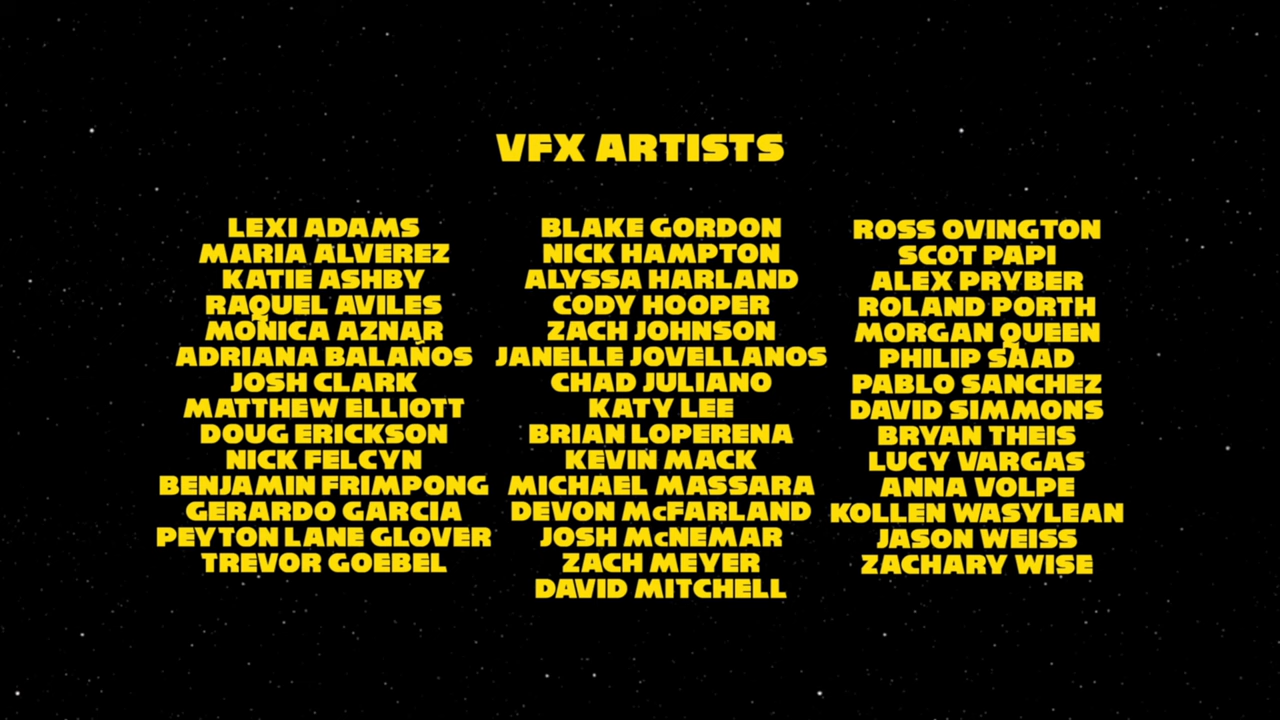 VFX ARTISTS
LEXI ADAMS
MARIA ALVEREZ
KATIE ASHBY
RAQUEL AVILES
MONICA AZNAR
ADRIANA BALAÑOS
JOSH CLARK
MATTHEW ELLIOTT
DOUG ERICKSON
NICK FELCYN
BENJAMIN FRIMPONG
GERARDO GARCIA
PEYTON LANE GLOVER
TREVOR GOEBEL
BLAKE GORDON
NICK HAMPTON
ALYSSA HARLAND
CODY HOOPER
ZACH JOHNSON
JANELLE JOVELLANOS
CHAD JULIANO
KATY LEE
BRIAN LOPERENA
KEVIN MACK
MICHAEL MASSARA
DEVON McFARLAND
JOSH McNEMAR
ZACH MEYER
DAVID MITCHELL
ROSS OVINGTON
SCOT PAPI
ALEX PRYBER
ROLAND PORTH
MORGAN QUEEN
PHILIP SAAD
PABLO SANCHEZ
DAVID SIMMONS
BRYAN THEIS
LUCY VARGAS
ANNA VOLPE
KOLLEN WASYLEAN
JASON WEISS
ZACHARY WISE